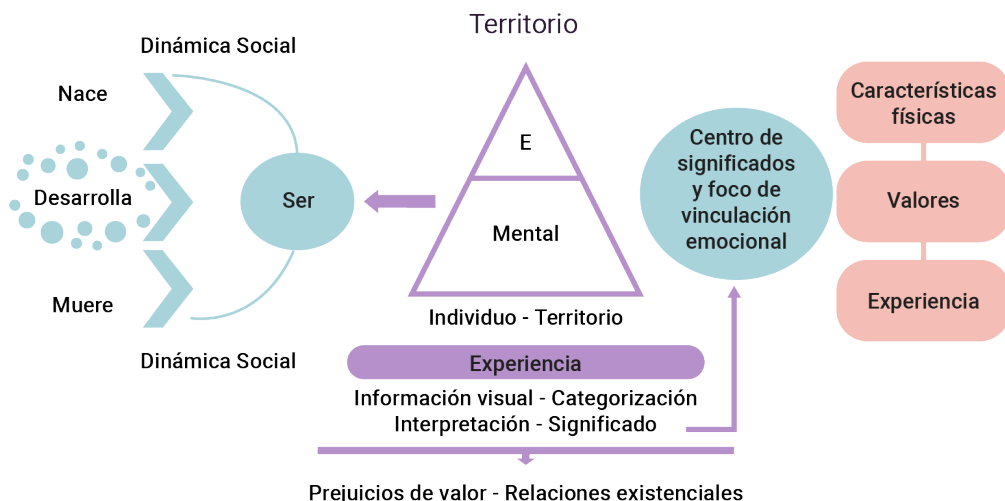 Territorio
Dinámica Social
Nace
Desarrolla
Muere
Dinámica Social
Ser
E
Mental
Individuo - Territorio
Experiencia
Información visual - Categorización
Interpretación - Significado
Prejuicios de valor - Relaciones existenciales
Centro de
significados
y foco de
vinculación
emocional
Características
físicas
Valores
Experiencia